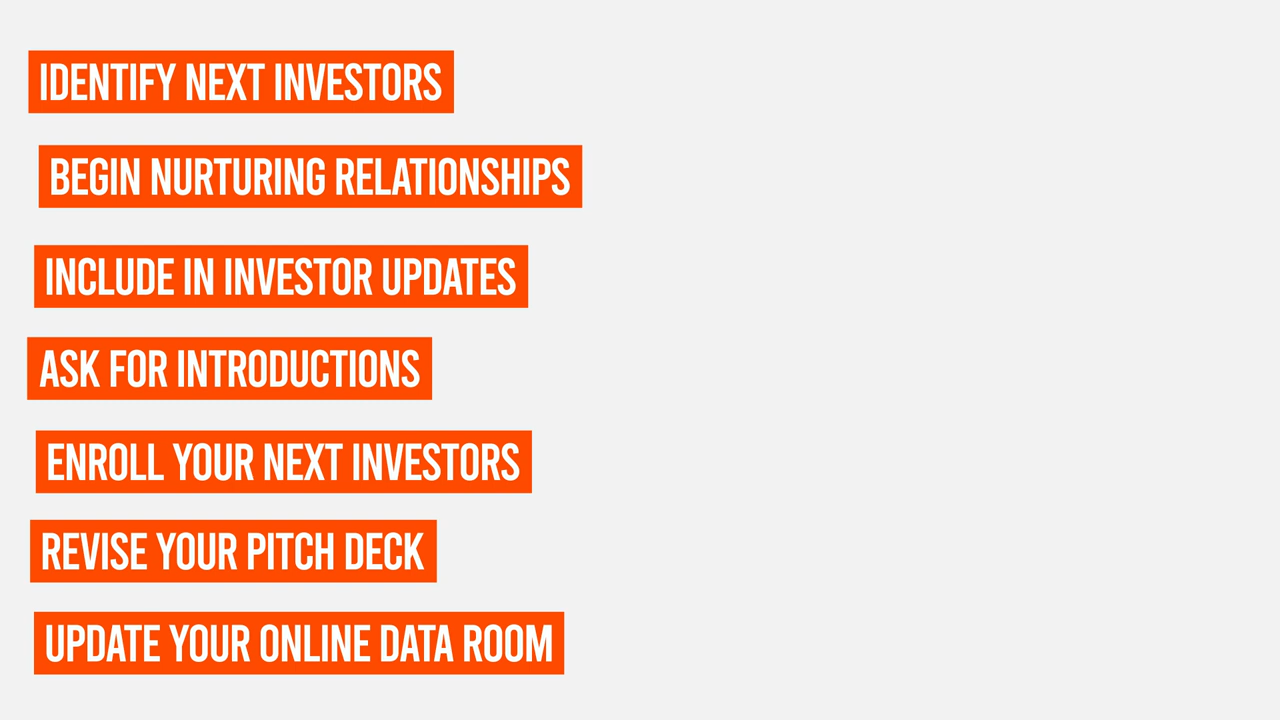 IDENTIFY NEXT INVESTORS
BEGIN NURTURING RELATIONSHIPS
INCLUDE IN INVESTOR UPDATES
ASK FOR INTRODUCTIONS
ENROLL YOUR NEXT INVESTORS
REVISE YOUR PITCH DECK
UPDATE YOUR ONLINE DATA ROOM